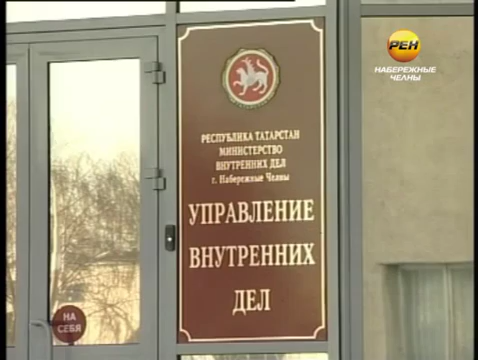 РЕН
НАБЕРЕЖНЫЕ
ЧЕЛНЫ
РЕСПУБЛИКА ТАТАРСТАН
МИНИСТЕРСТВО
ВНУТРЕННИХ ДЕЛ
г. Набережные Челны
УПРАВЛЕНИЕ
ВНУТРЕННИХ
ДЕЛ
НА
СЕБЯ